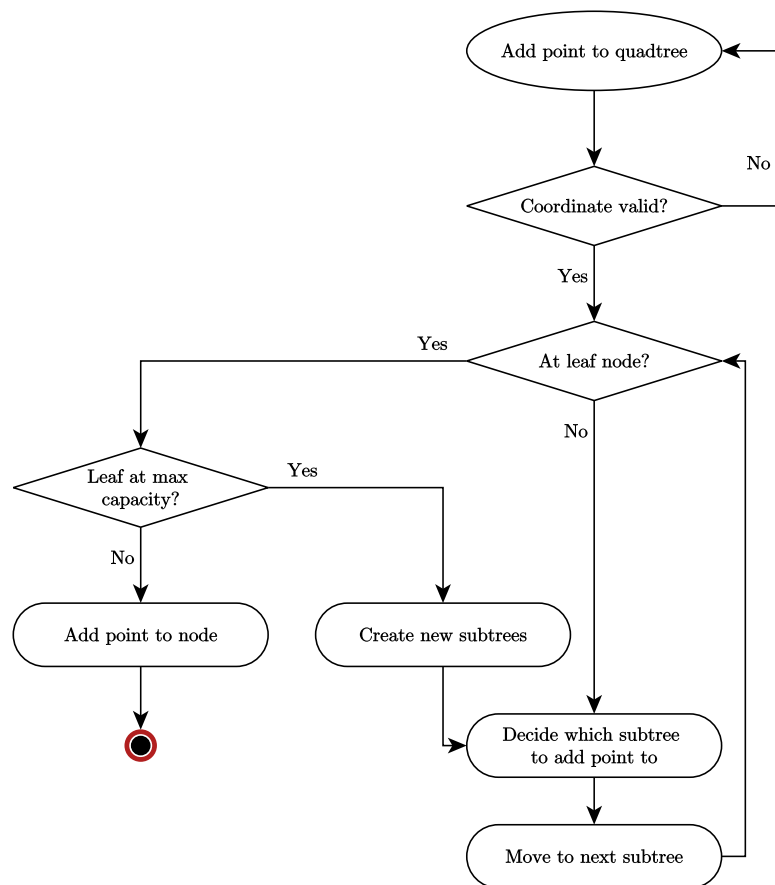 Add point to quadtree
No
Coordinate valid?
Yes
Yes
At leaf node?
No
Leaf at max
capacity?
Yes
No
Add point to node
Create new subtrees
Decide which subtree
to add point to
Move to next subtree